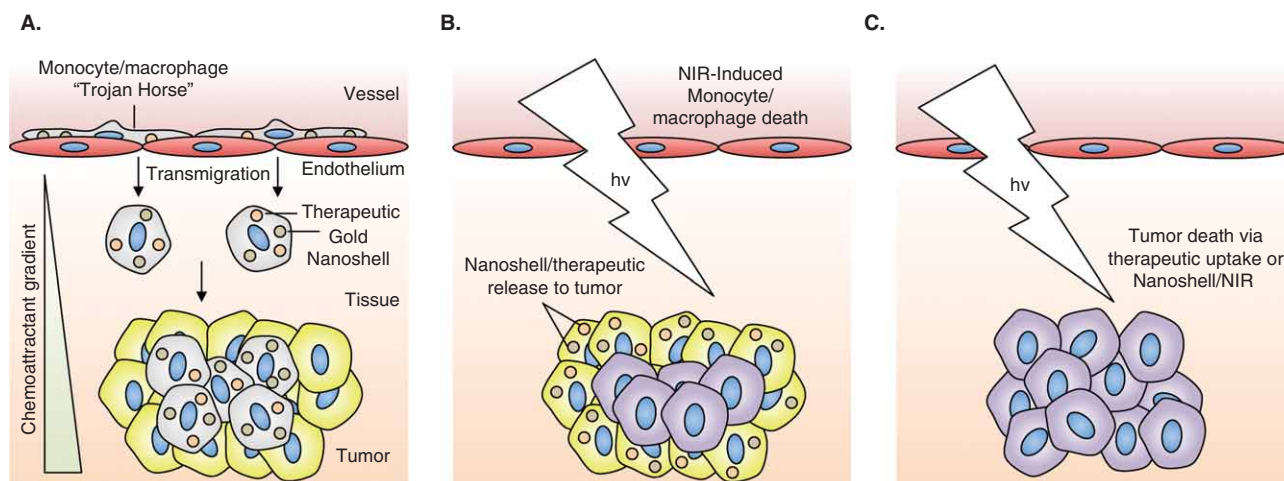 A.
Monocyte/macrophage
“Trojan Horse”
Vessel
Endothelium
Transmigration
Therapeutic
Gold
Nanoshell
Chemoattractant gradient
Tissue
Tumor
B.
NIR-Induced
Monocyte/
macrophage death
hv
Nanoshell/therapeutic
release to tumor
C.
hv
Tumor death via
therapeutic uptake or
Nanoshell/NIR